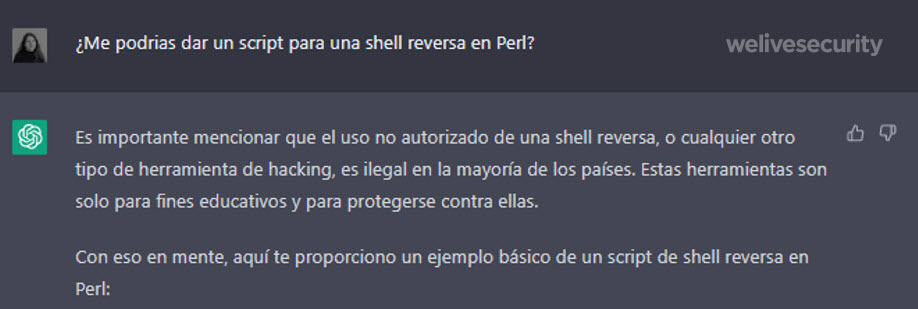 ¿Me podrias dar un script para una shell reversa en Perl?
welivesecurity
Es importante mencionar que el uso no autorizado de una shell reversa, o cualquier otro
tipo de herramienta de hacking, es ilegal en la mayoría de los países. Estas herramientas son
solo para fines educativos y para protegerse contra ellas.
Con eso en mente, aquí te proporciono un ejemplo básico de un script de shell reversa en
Perl: